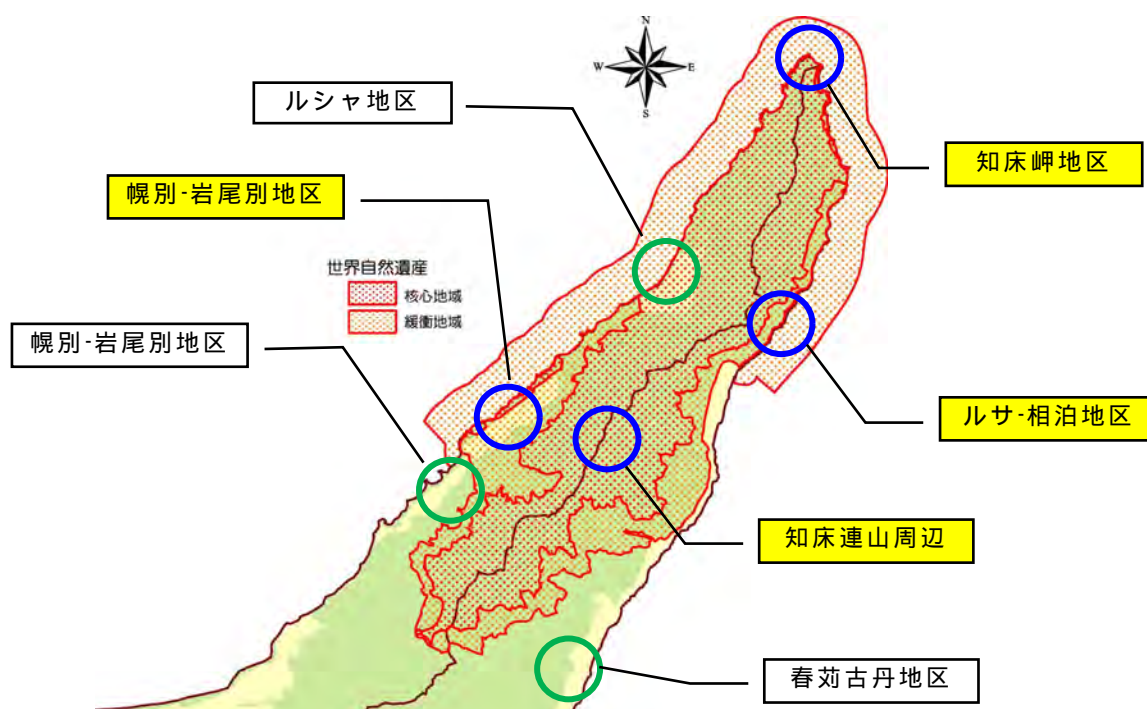 N
W
E
S
ルシャ地区
知床岬地区
幌別-岩尾別地区
世界自然遺産
核心地域
緩衝地域
幌別-岩尾別地区
ルサ-相泊地区
知床連山周辺
春苅古丹地区